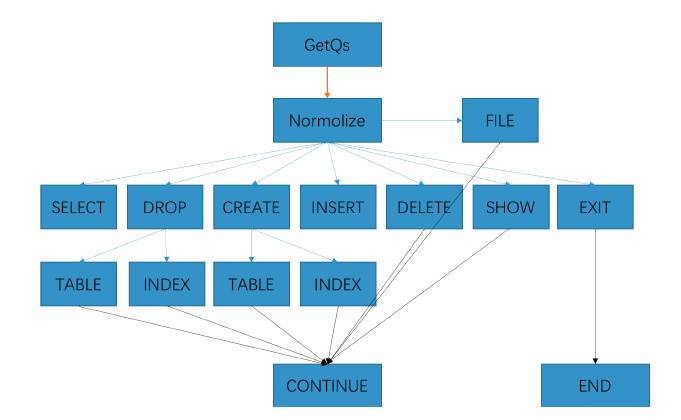 GetQs
Normolize
FILE
SELECT
DROP
CREATE
INSERT
DELETE
SHOW
EXIT
TABLE
INDEX
TABLE
INDEX
CONTINUE
END